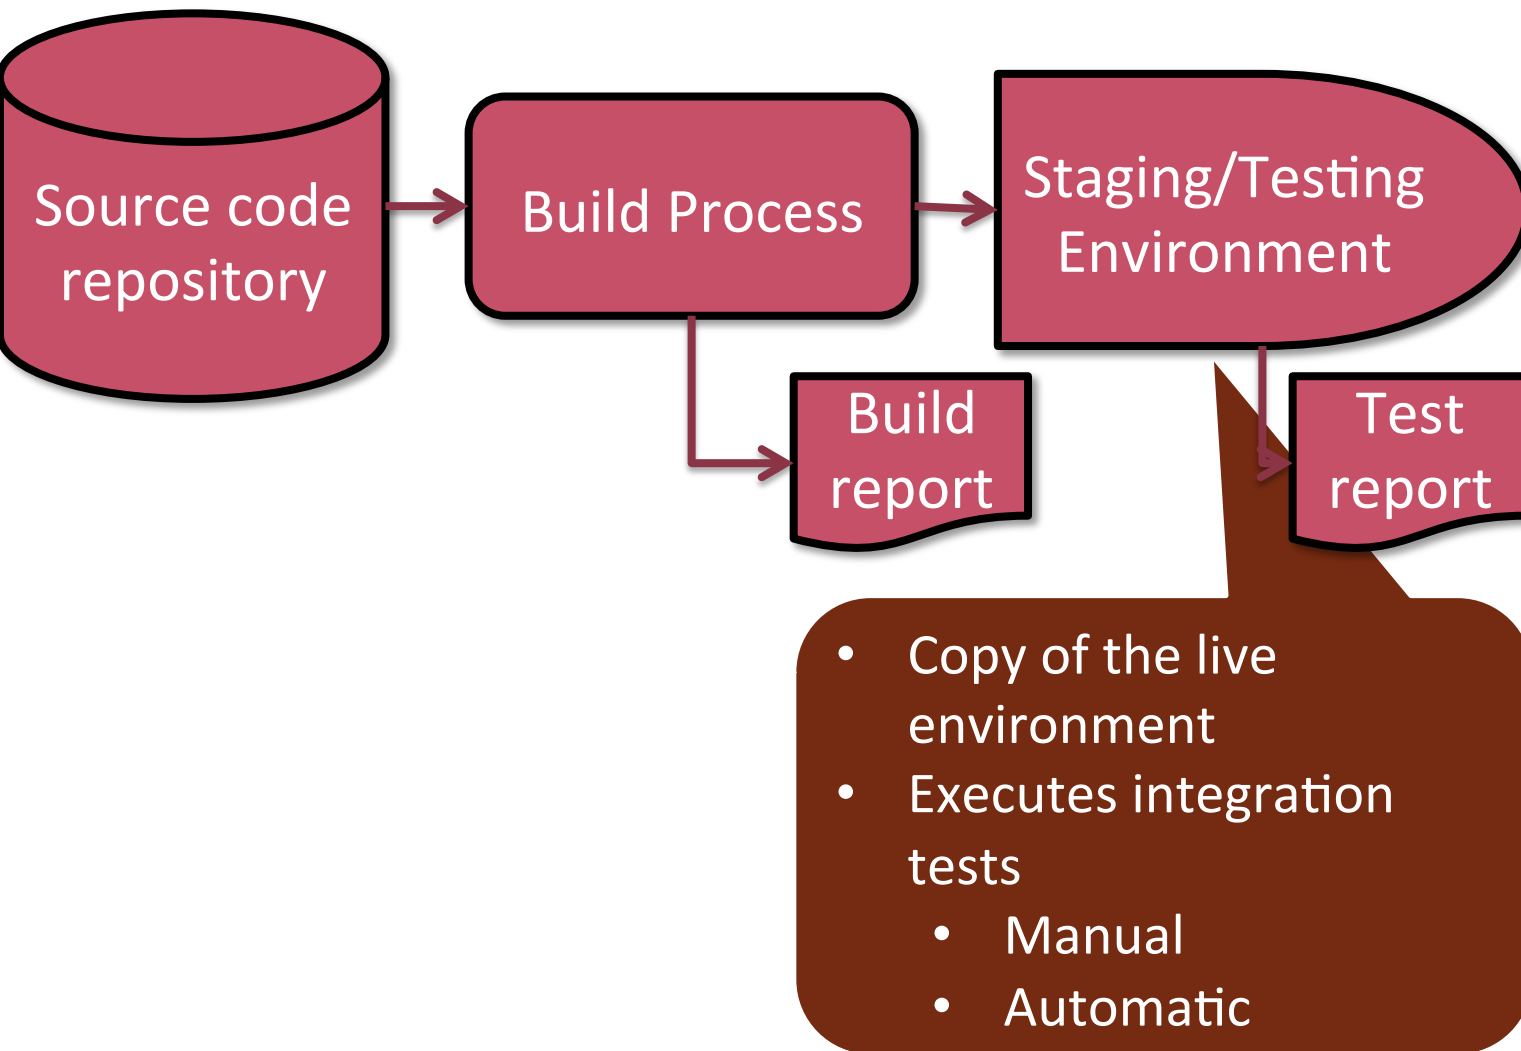 Source code
repository
Build Process
Staging/Testing
Environment
Build
report
Test
report
• Copy of the live
environment
• Executes integration
tests
• Manual
• Automatic